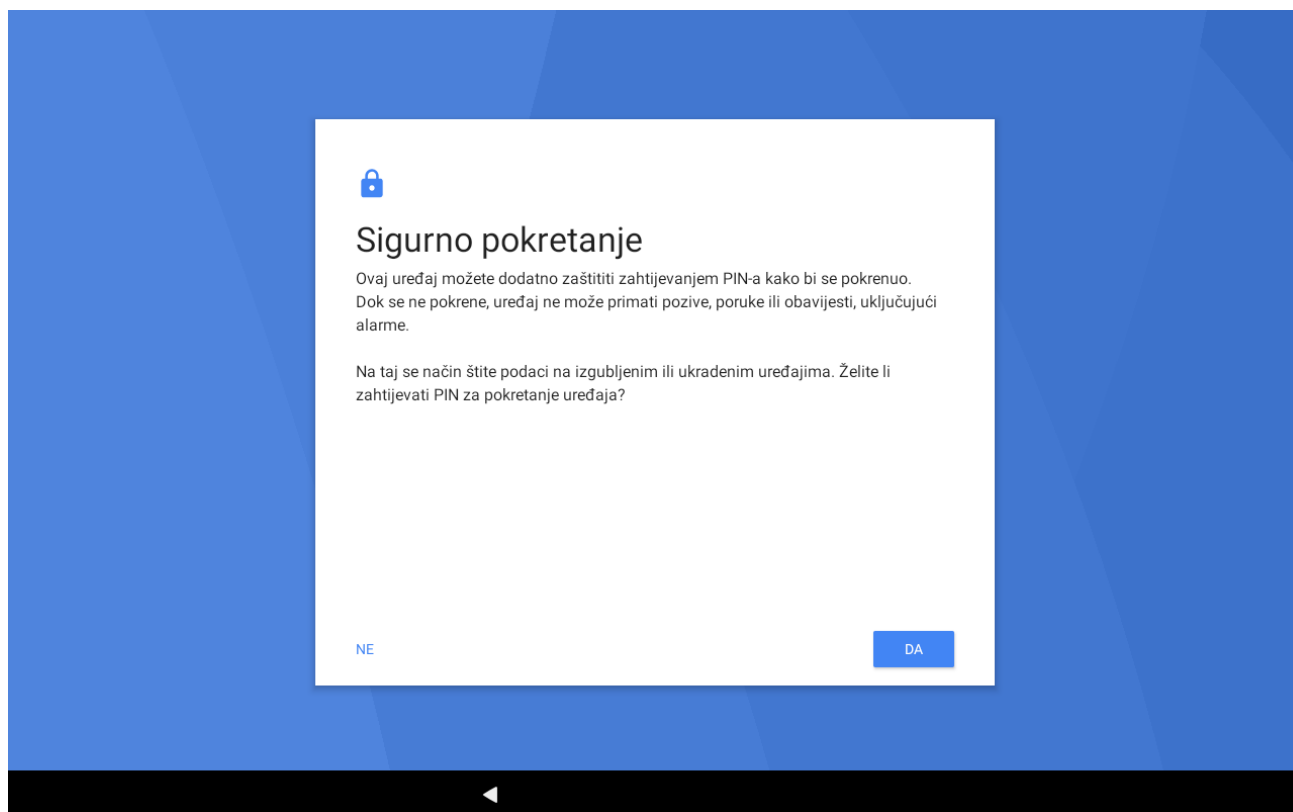 Sigurno pokretanje
Ovaj uređaj možete dodatno zaštititi zahtijevanjem PIN-a kako bi se pokrenuo.
Dok se ne pokrene, uređaj ne može primati pozive, poruke ili obavijesti, uključujući
alarme.
Na taj se način štite podaci na izgubljenim ili ukradenim uređajima. Želite li
zahtijevati PIN za pokretanje uređaja?
NE
DA